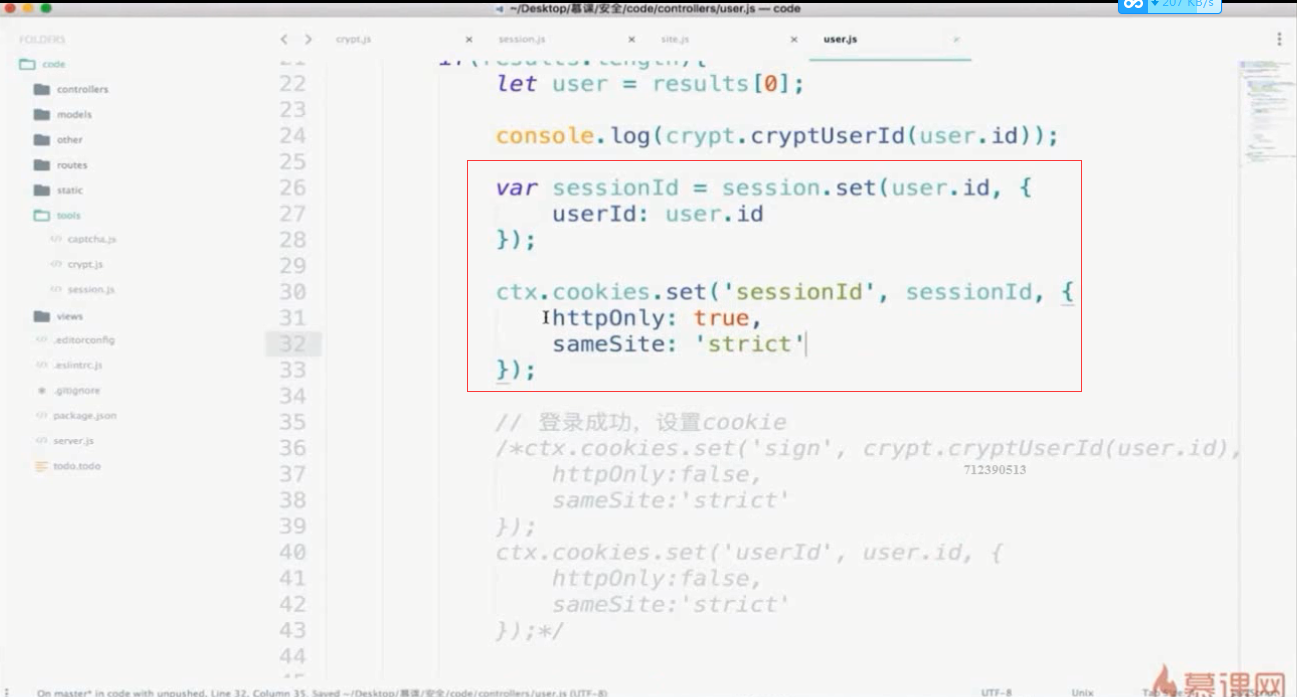 ~/Desktop/慕课/安全/code/controllers/user.js — code
207 KB/s
FOLDERS
crypt.js
session.js
site.js
user.js
code
controllers
models
other
routes
static
tools
captcha.js
crypt.js
session.js
views
.editorconfig
.eslintrc.js
.gitignore
package.json
server.js
todo.todo
22 let user = results[0];
23
24 console.log(crypt.cryptUserId(user.id));
25
26 var sessionId = session.set(user.id, {
27 userId: user.id
28 });
29
30 ctx.cookies.set('sessionId', sessionId, {
31 httpOnly: true,
32 sameSite: 'strict'
33 });
34
35 // 登录成功，设置cookie
36 /*ctx.cookies.set('sign', crypt.cryptUserId(user.id),
37 httpOnly:false,
712390513
38 sameSite:'strict'
39 });
40 ctx.cookies.set('userId', user.id, {
41 httpOnly:false,
42 sameSite:'strict'
43 });*/
44
On master* in code with unpushed, Line 32, Column 35, Saved ~/Desktop/慕课/安全/code/controllers/user.js (UTF-8)
UTF-8
Unix
慕课网